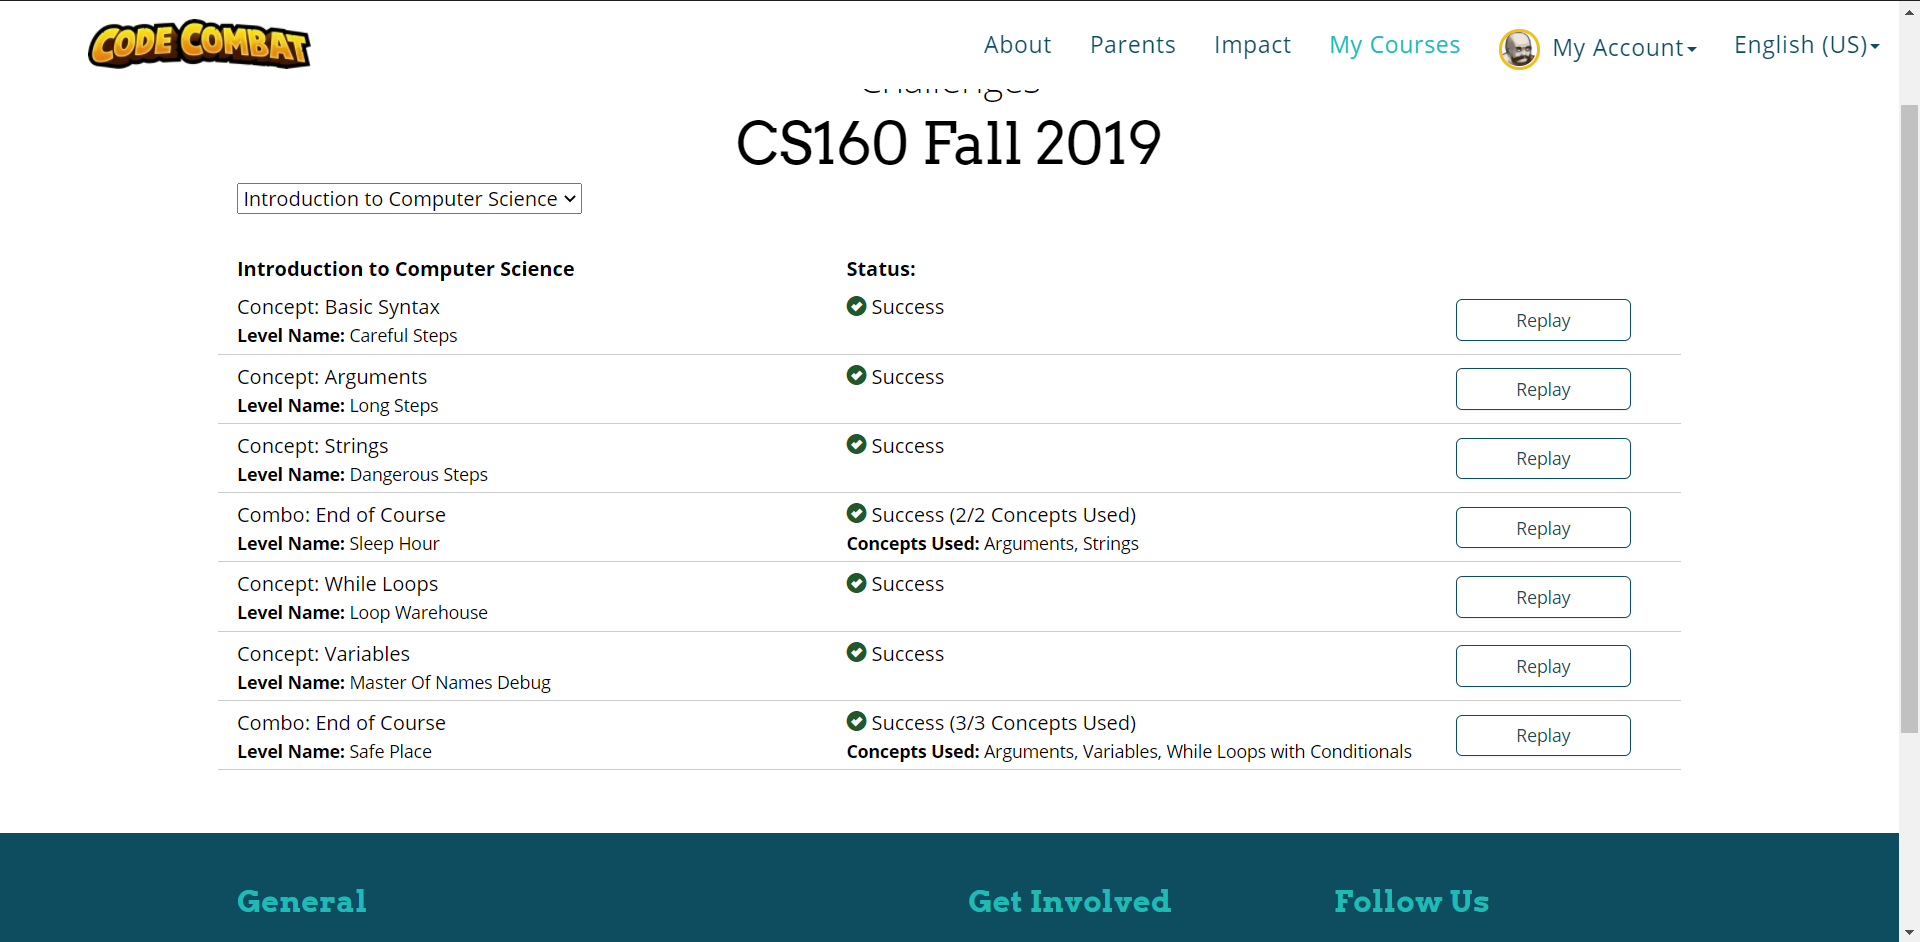 CODE COMBAT
About Parents Impact My Courses My Account English (US)
Challenges
CS160 Fall 2019
Introduction to Computer Science
Introduction to Computer Science Status:
Concept: Basic Syntax Success
Level Name: Careful Steps
Replay
Concept: Arguments Success
Level Name: Long Steps
Replay
Concept: Strings Success
Level Name: Dangerous Steps
Replay
Combo: End of Course Success (2/2 Concepts Used)
Level Name: Sleep Hour Concepts Used: Arguments, Strings
Replay
Concept: While Loops Success
Level Name: Loop Warehouse
Replay
Concept: Variables Success
Level Name: Master Of Names Debug
Replay
Combo: End of Course Success (3/3 Concepts Used)
Level Name: Safe Place Concepts Used: Arguments, Variables, While Loops with Conditionals
Replay
General Get Involved Follow Us